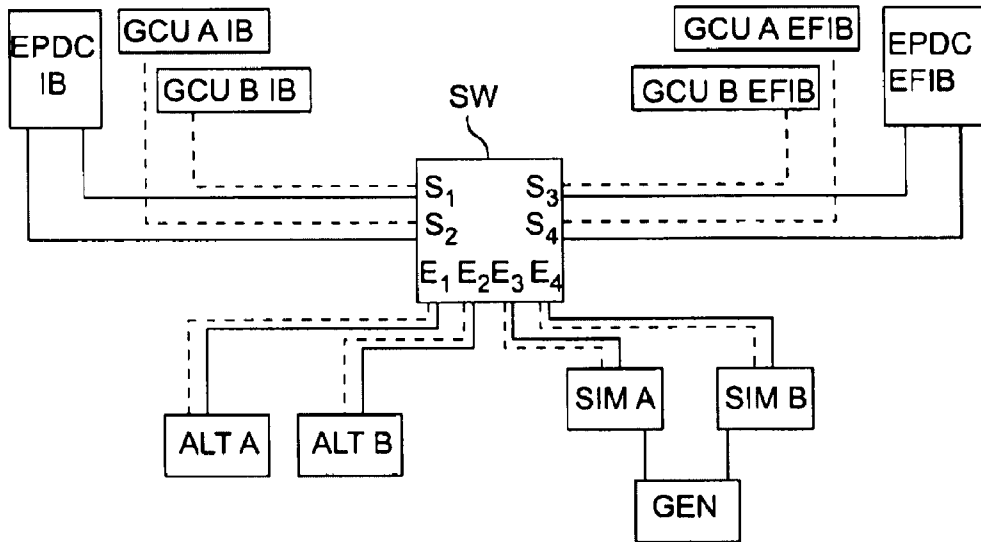 EPDC
IB
GCU A IB
GCU B IB
SW
GCU A EFIB
GCU B EFIB
EPDC
EFIB
S₁ S₃
S₂ S₄
E₁ E₂ E₃ E₄
ALT A
ALT B
SIM A
SIM B
GEN